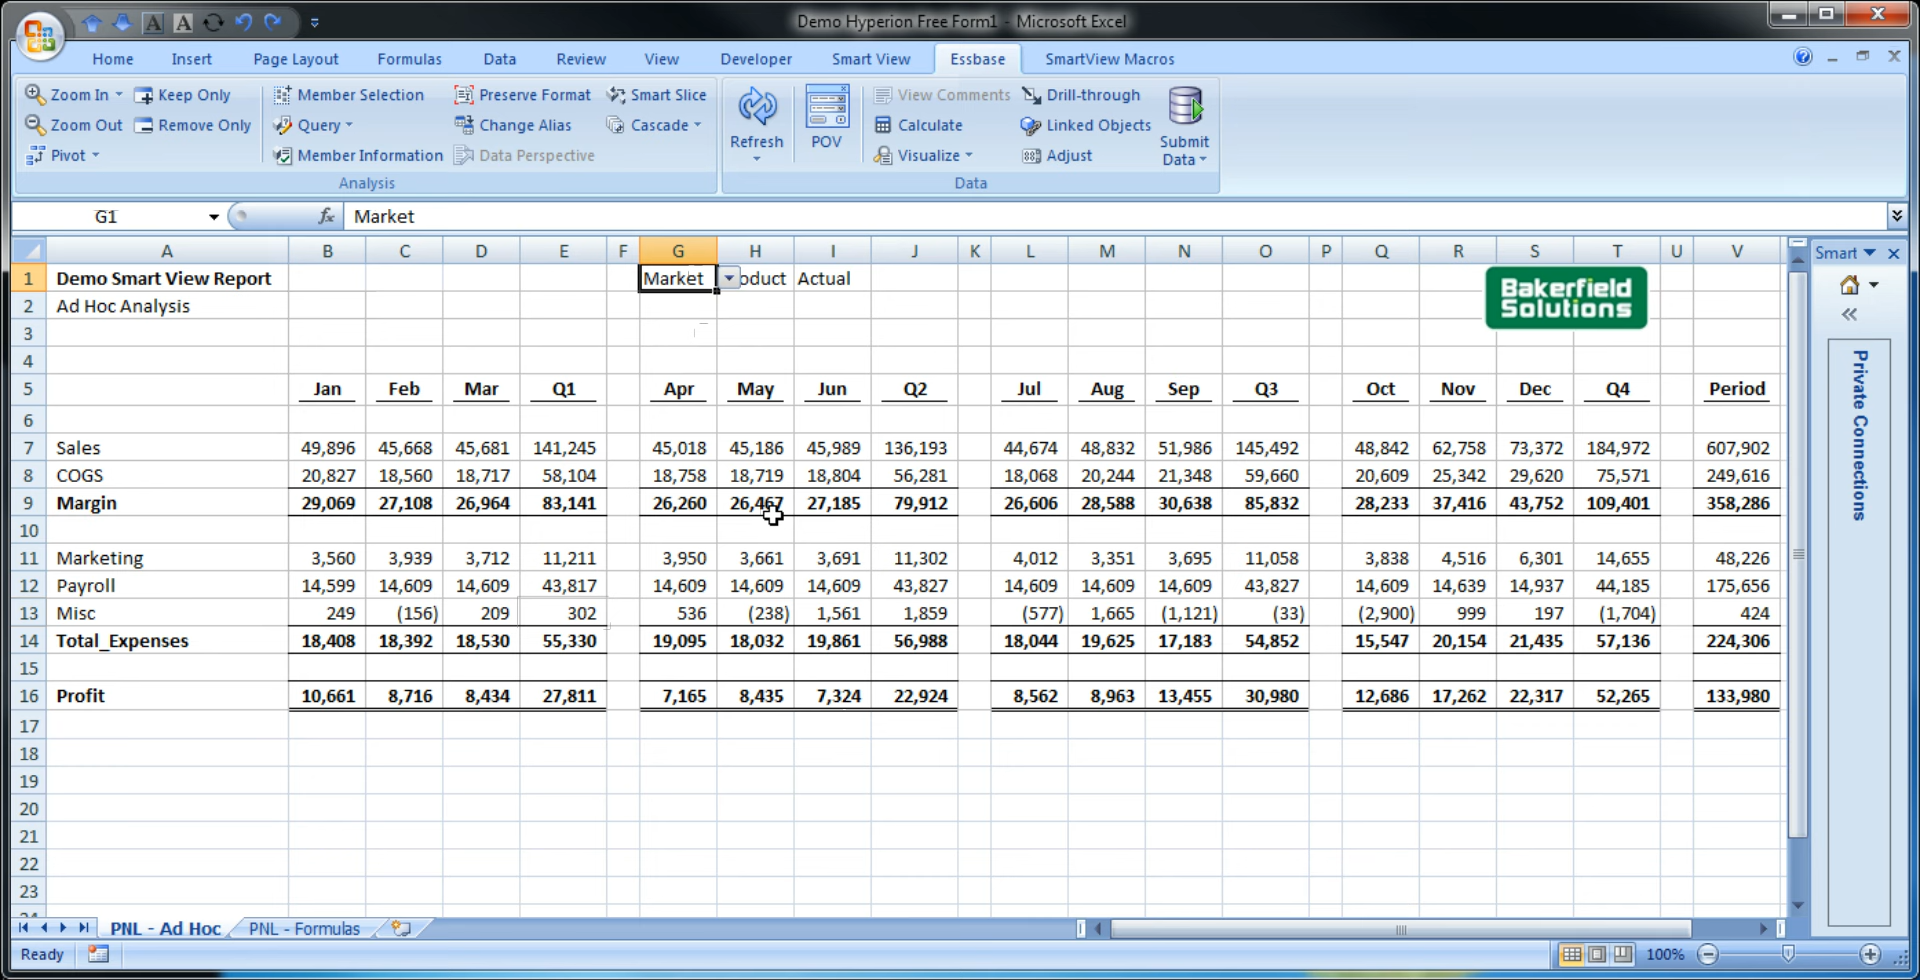 Demo Hyperion Free Form1 - Microsoft Excel
Home Insert Page Layout Formulas Data Review View Developer Smart View Essbase SmartView Macros
Zoom In Keep Only Member Selection Preserve Format Smart Slice View Comments Drill-through
Zoom Out Remove Only Query Change Alias Cascade Refresh POV Calculate Linked Objects Submit Data
Pivot Member Information Data Perspective Visualize Adjust
Analysis Data
G1 fx Market
A B C D E F G H I J K L M N O P Q R S T U V Smart
1 Demo Smart View Report Market oduct Actual
Bakerfield
Solutions
2 Ad Hoc Analysis
3
4
5 Jan Feb Mar Q1 Apr May Jun Q2 Jul Aug Sep Q3 Oct Nov Dec Q4 Period
6
7 Sales 49,896 45,668 45,681 141,245 45,018 45,186 45,989 136,193 44,674 48,832 51,986 145,492 48,842 62,758 73,372 184,972 607,902
8 COGS 20,827 18,560 18,717 58,104 18,758 18,719 18,804 56,281 18,068 20,244 21,348 59,660 20,609 25,342 29,620 75,571 249,616
9 Margin 29,069 27,108 26,964 83,141 26,260 26,467 27,185 79,912 26,606 28,588 30,638 85,832 28,233 37,416 43,752 109,401 358,286
10
11 Marketing 3,560 3,939 3,712 11,211 3,950 3,661 3,691 11,302 4,012 3,351 3,695 11,058 3,838 4,516 6,301 14,655 48,226
12 Payroll 14,599 14,609 14,609 43,817 14,609 14,609 14,609 43,827 14,609 14,609 14,609 43,827 14,609 14,639 14,937 44,185 175,656
13 Misc 249 (156) 209 302 536 (238) 1,561 1,859 (577) 1,665 (1,121) (33) (2,900) 999 197 (1,704) 424
14 Total_Expenses 18,408 18,392 18,530 55,330 19,095 18,032 19,861 56,988 18,044 19,625 17,183 54,852 15,547 20,154 21,435 57,136 224,306
15
16 Profit 10,661 8,716 8,434 27,811 7,165 8,435 7,324 22,924 8,562 8,963 13,455 30,980 12,686 17,262 22,317 52,265 133,980
17
18
19
20
21
22
23
Private Connections
PNL - Ad Hoc PNL - Formulas
Ready 100%